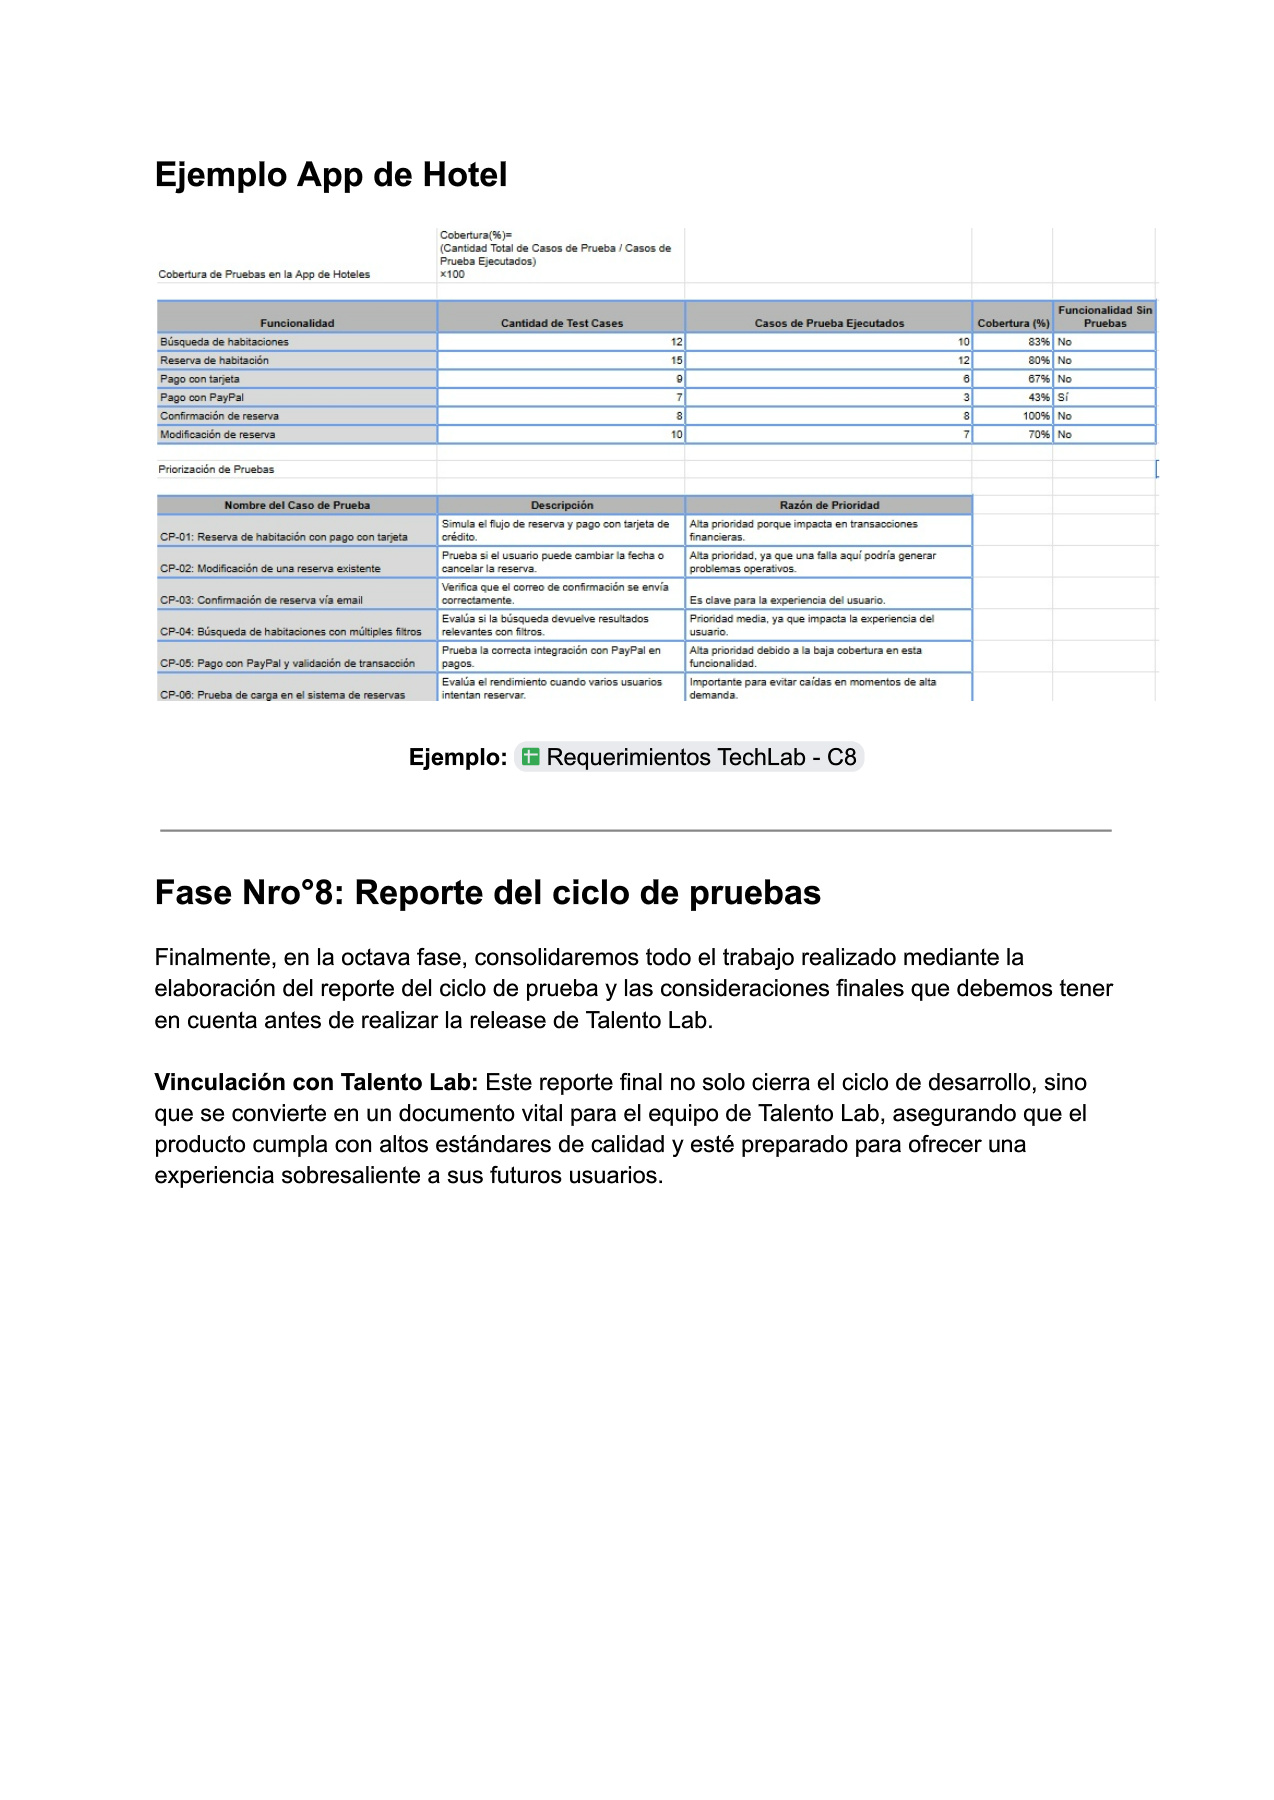 Ejemplo App de Hotel
Cobertura(%)=
(Cantidad Total de Casos de Prueba / Casos de
Prueba Ejecutados)
Cobertura de Pruebas en la App de Hoteles ×100
Funcionalidad Cantidad de Test Cases Casos de Prueba Ejecutados Cobertura (%) Funcionalidad Sin Pruebas
Búsqueda de habitaciones 12 10 83% No
Reserva de habitación 15 12 80% No
Pago con tarjeta 9 6 67% No
Pago con PayPal 7 3 43% Sí
Confirmación de reserva 8 8 100% No
Modificación de reserva 10 7 70% No
Priorización de Pruebas
Nombre del Caso de Prueba Descripción Razón de Prioridad
CP-01: Reserva de habitación con pago con tarjeta Simula el flujo de reserva y pago con tarjeta de crédito. Alta prioridad porque impacta en transacciones financieras.
CP-02: Modificación de una reserva existente Prueba si el usuario puede cambiar la fecha o cancelar la reserva. Alta prioridad, ya que una falla aquí podría generar problemas operativos.
CP-03: Confirmación de reserva vía email Verifica que el correo de confirmación se envía correctamente. Es clave para la experiencia del usuario.
CP-04: Búsqueda de habitaciones con múltiples filtros Evalúa si la búsqueda devuelve resultados relevantes con filtros. Prioridad media, ya que impacta la experiencia del usuario.
CP-05: Pago con PayPal y validación de transacción Prueba la correcta integración con PayPal en pagos. Alta prioridad debido a la baja cobertura en esta funcionalidad.
CP-06: Prueba de carga en el sistema de reservas Evalúa el rendimiento cuando varios usuarios intentan reservar. Importante para evitar caídas en momentos de alta demanda.
Ejemplo: Requerimientos TechLab - C8
Fase Nro°8: Reporte del ciclo de pruebas
Finalmente, en la octava fase, consolidaremos todo el trabajo realizado mediante la
elaboración del reporte del ciclo de prueba y las consideraciones finales que debemos tener
en cuenta antes de realizar la release de Talento Lab.
Vinculación con Talento Lab: Este reporte final no solo cierra el ciclo de desarrollo, sino
que se convierte en un documento vital para el equipo de Talento Lab, asegurando que el
producto cumpla con altos estándares de calidad y esté preparado para ofrecer una
experiencia sobresaliente a sus futuros usuarios.